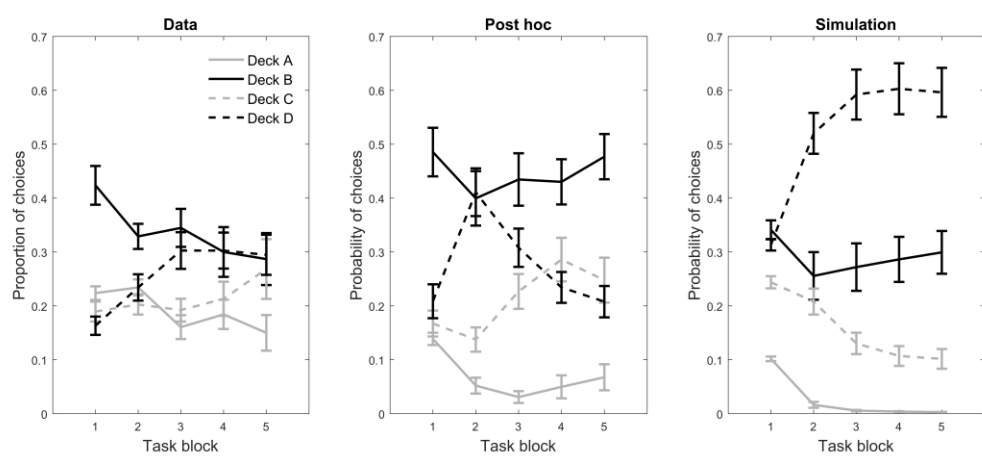 Data
Proportion of choices
0.7
0.6
0.5
0.4
0.3
0.2
0.1
0
Deck A
Deck B
Deck C
Deck D
1 2 3 4 5
Task block
Post hoc
Probability of choices
0.7
0.6
0.5
0.4
0.3
0.2
0.1
0
1 2 3 4 5
Task block
Simulation
Probability of choices
0.7
0.6
0.5
0.4
0.3
0.2
0.1
0
1 2 3 4 5
Task block